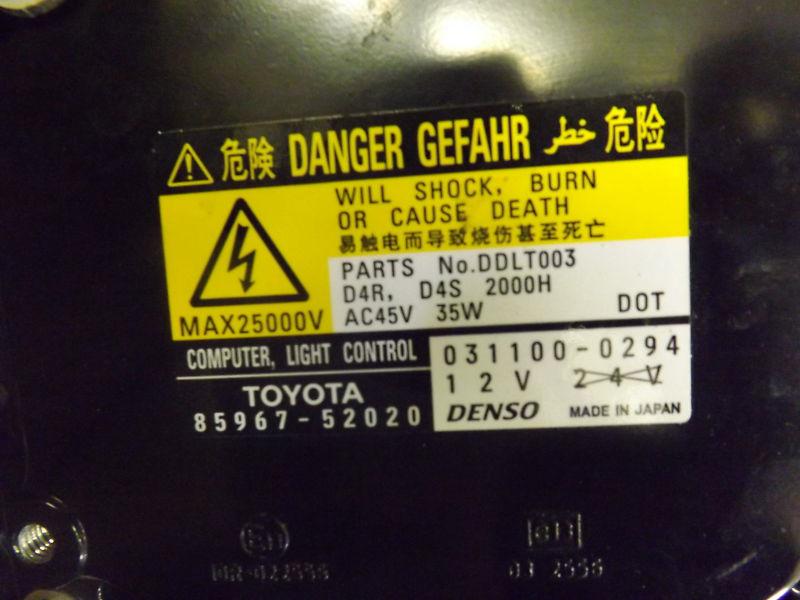 危険 DANGER GEFAHR خطر 危险
WILL SHOCK, BURN
OR CAUSE DEATH
易触电而导致烧伤甚至死亡
MAX25000V
PARTS No.DDLT003
D4R, D4S 2000H
AC45V 35W DOT
COMPUTER, LIGHT CONTROL
TOYOTA
85967-52020
031100-0294
12V 24V
DENSO MADE IN JAPAN